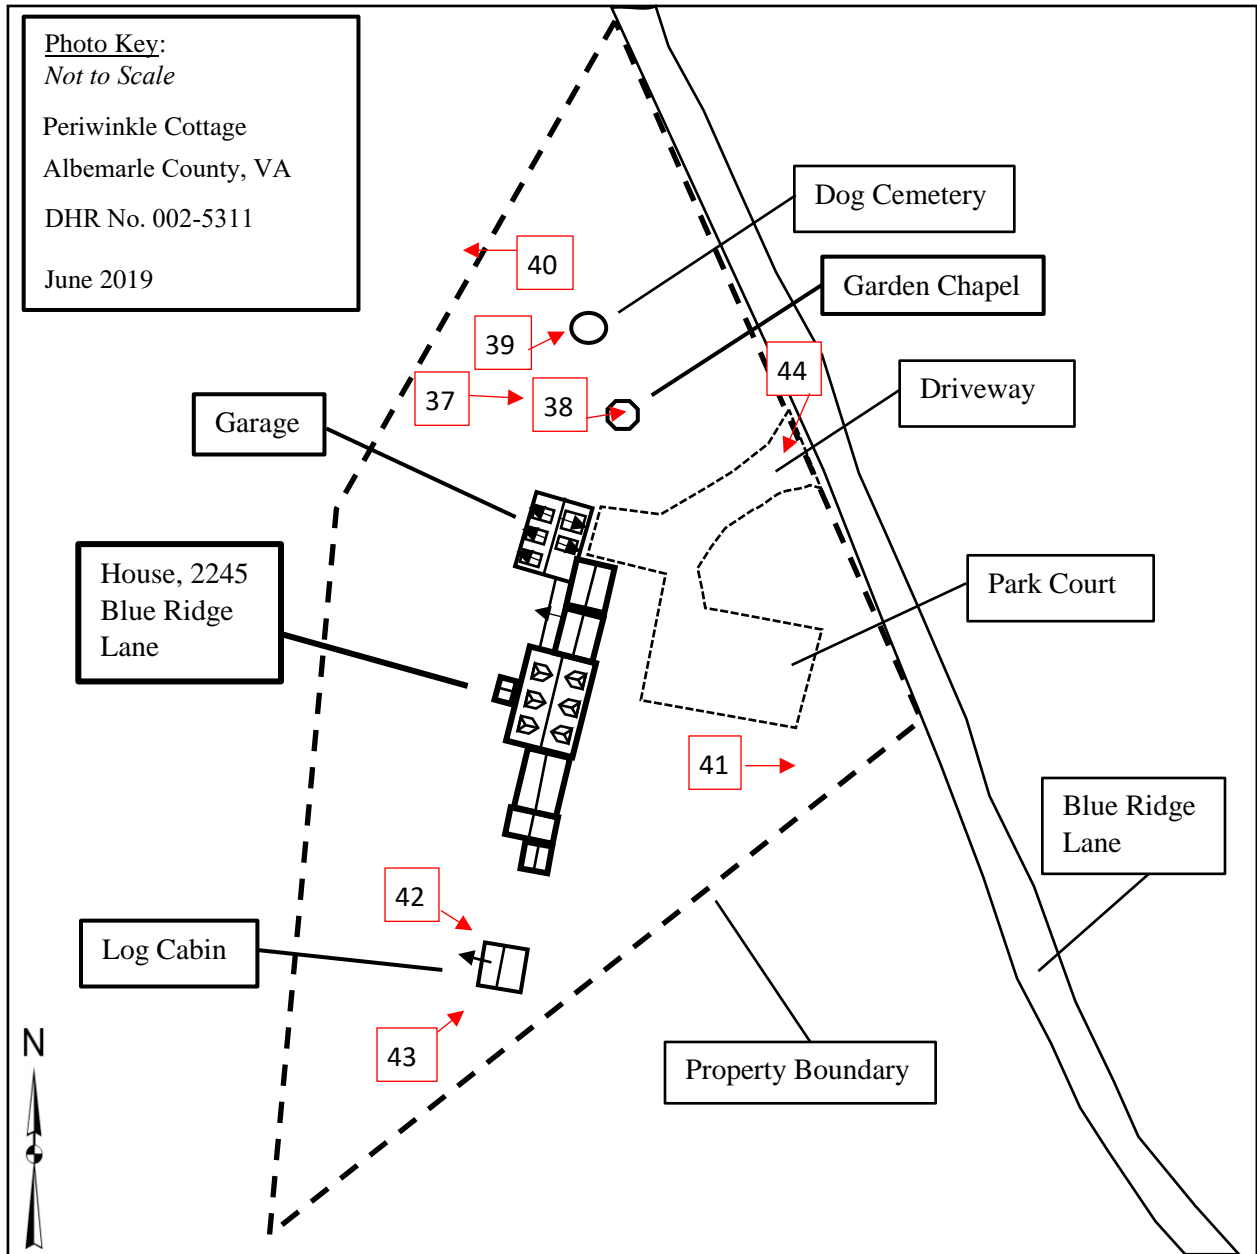 Photo Key:
Not to Scale
Periwinkle Cottage
Albemarle County, VA
DHR No. 002-5311
June 2019
Dog Cemetery
40
Garden Chapel
39
44
37
38
Driveway
Garage
House, 2245
Blue Ridge
Lane
Park Court
41
Blue Ridge
Lane
42
Log Cabin
43
N
Property Boundary